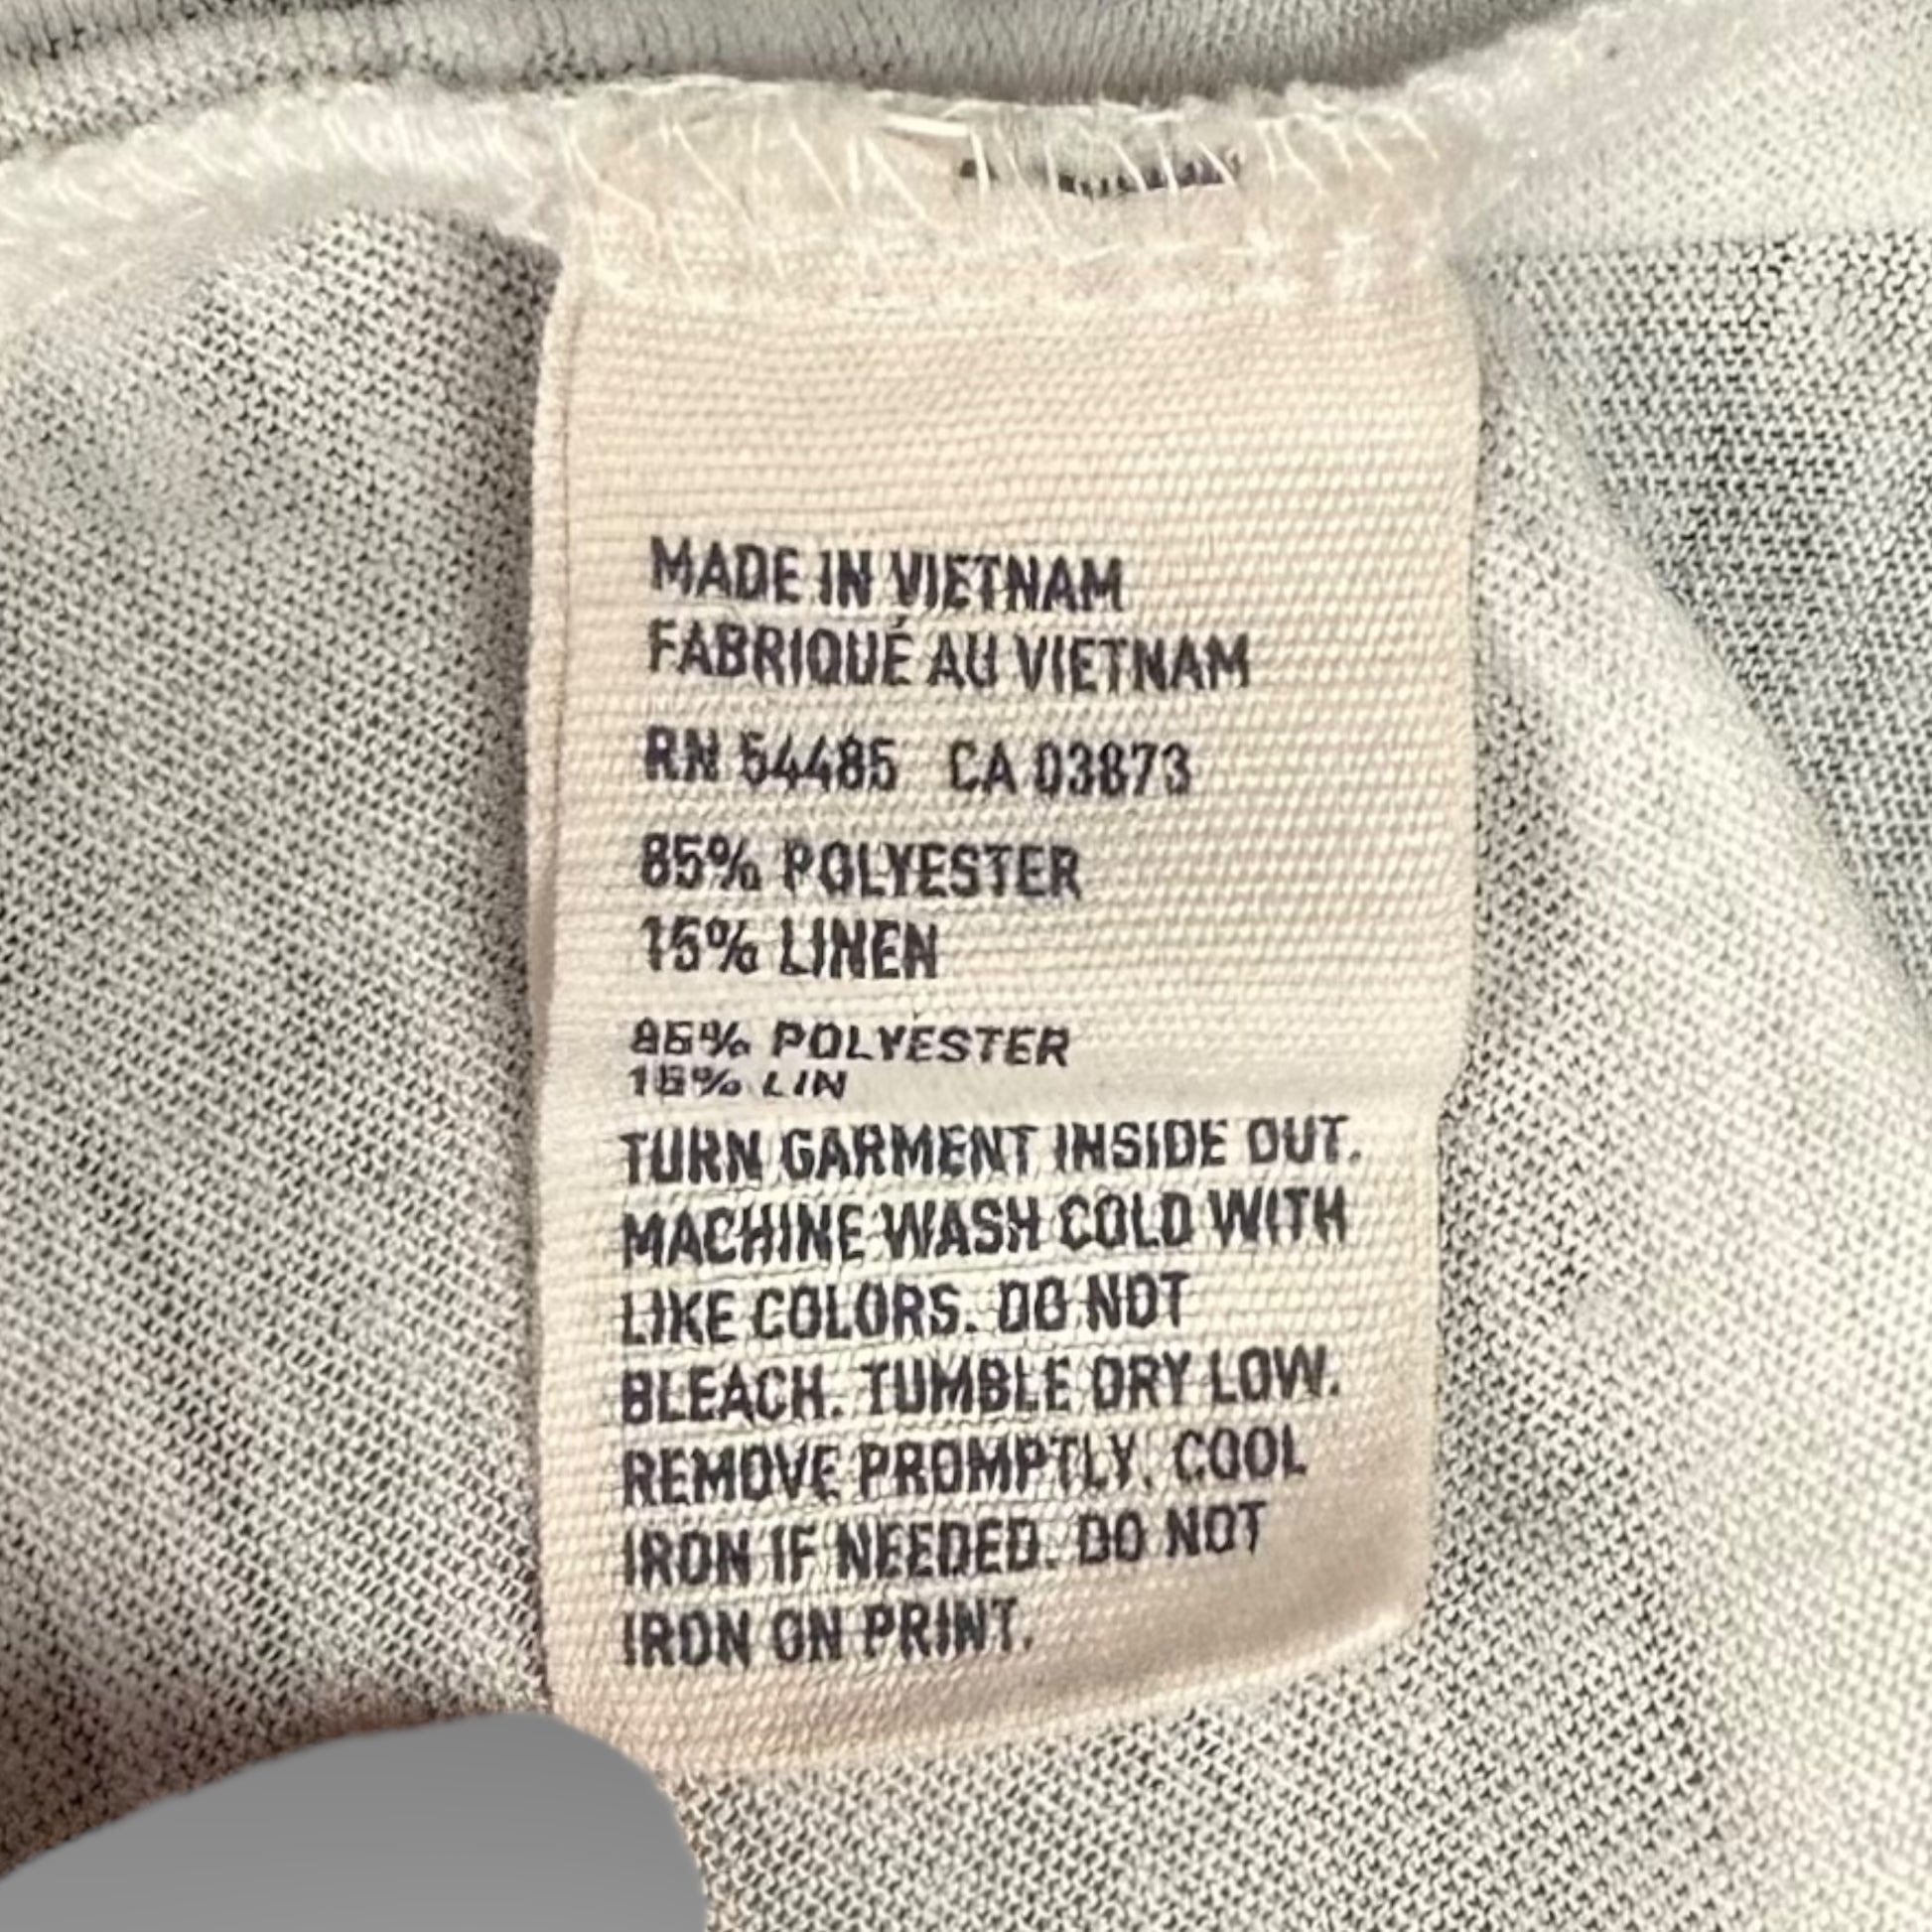 MADE IN VIETNAM
FABRIQUÉ AU VIETNAM
RN 54485 CA 03873
85% POLYESTER
15% LINEN
85% POLYESTER
15% LIN
TURN GARMENT INSIDE OUT.
MACHINE WASH COLD WITH
LIKE COLORS. DO NOT
BLEACH. TUMBLE DRY LOW.
REMOVE PROMPTLY. COOL
IRON IF NEEDED. DO NOT
IRON ON PRINT.